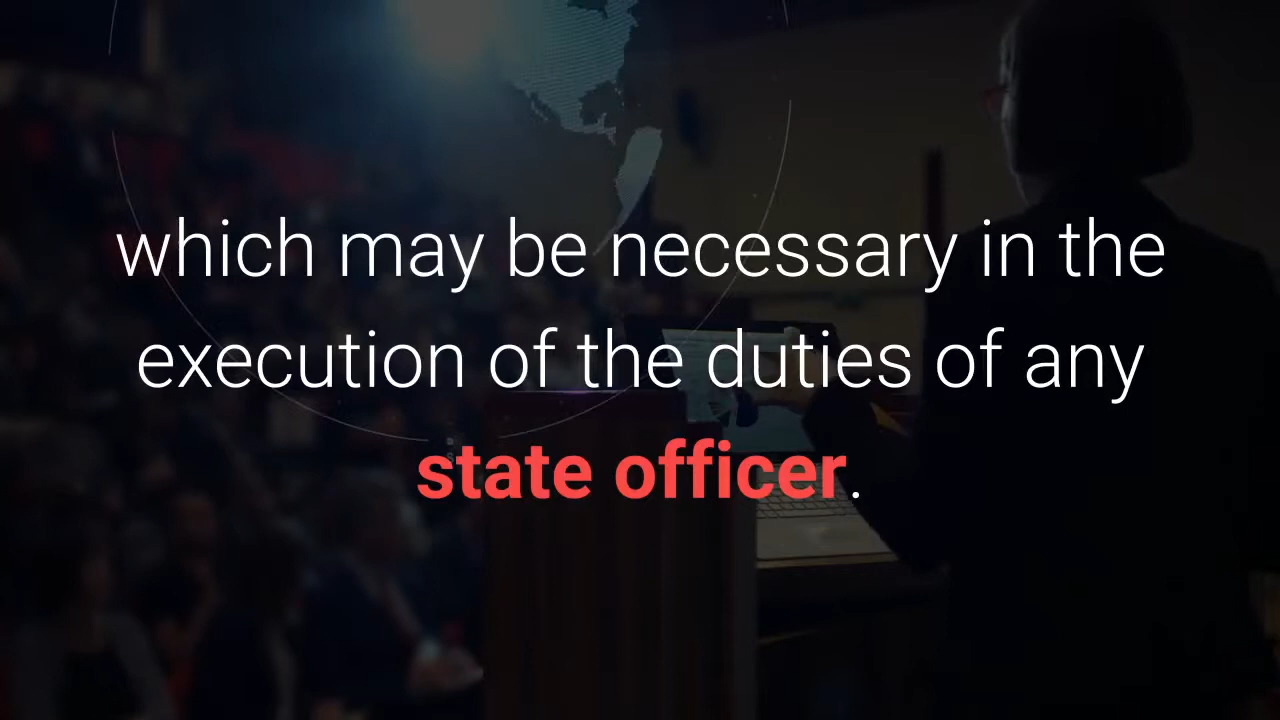 which may be necessary in the
execution of the duties of any
state officer.